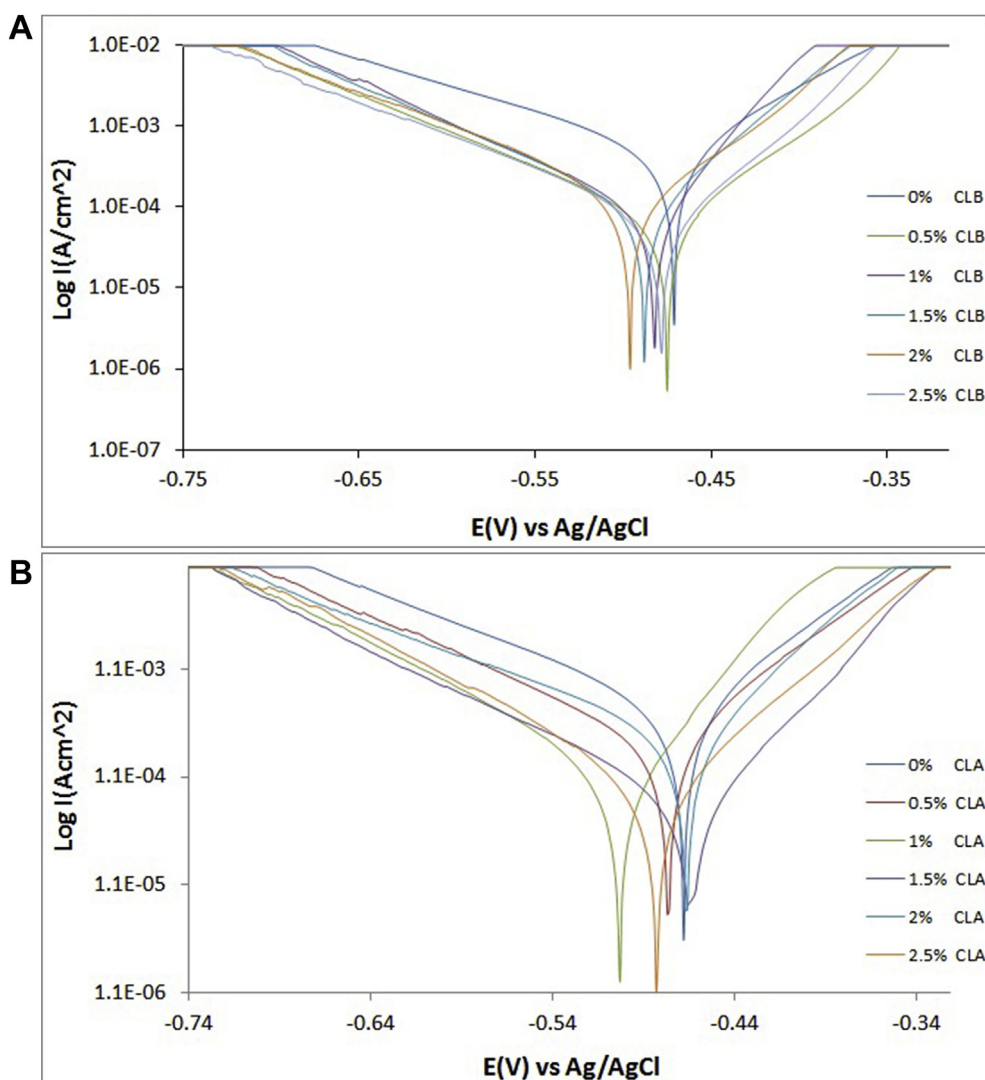 A
1.0E-02
1.0E-03
1.0E-04
1.0E-05
1.0E-06
1.0E-07
Log I(A/cm^2)
-0.75 -0.65 -0.55 -0.45 -0.35
E(V) vs Ag/AgCl
0% CLB
0.5% CLB
1% CLB
1.5% CLB
2% CLB
2.5% CLB
B
1.1E-03
1.1E-04
1.1E-05
1.1E-06
Log I(Acm^2)
-0.74 -0.64 -0.54 -0.44 -0.34
E(V) vs Ag/AgCl
0% CLA
0.5% CLA
1% CLA
1.5% CLA
2% CLA
2.5% CLA